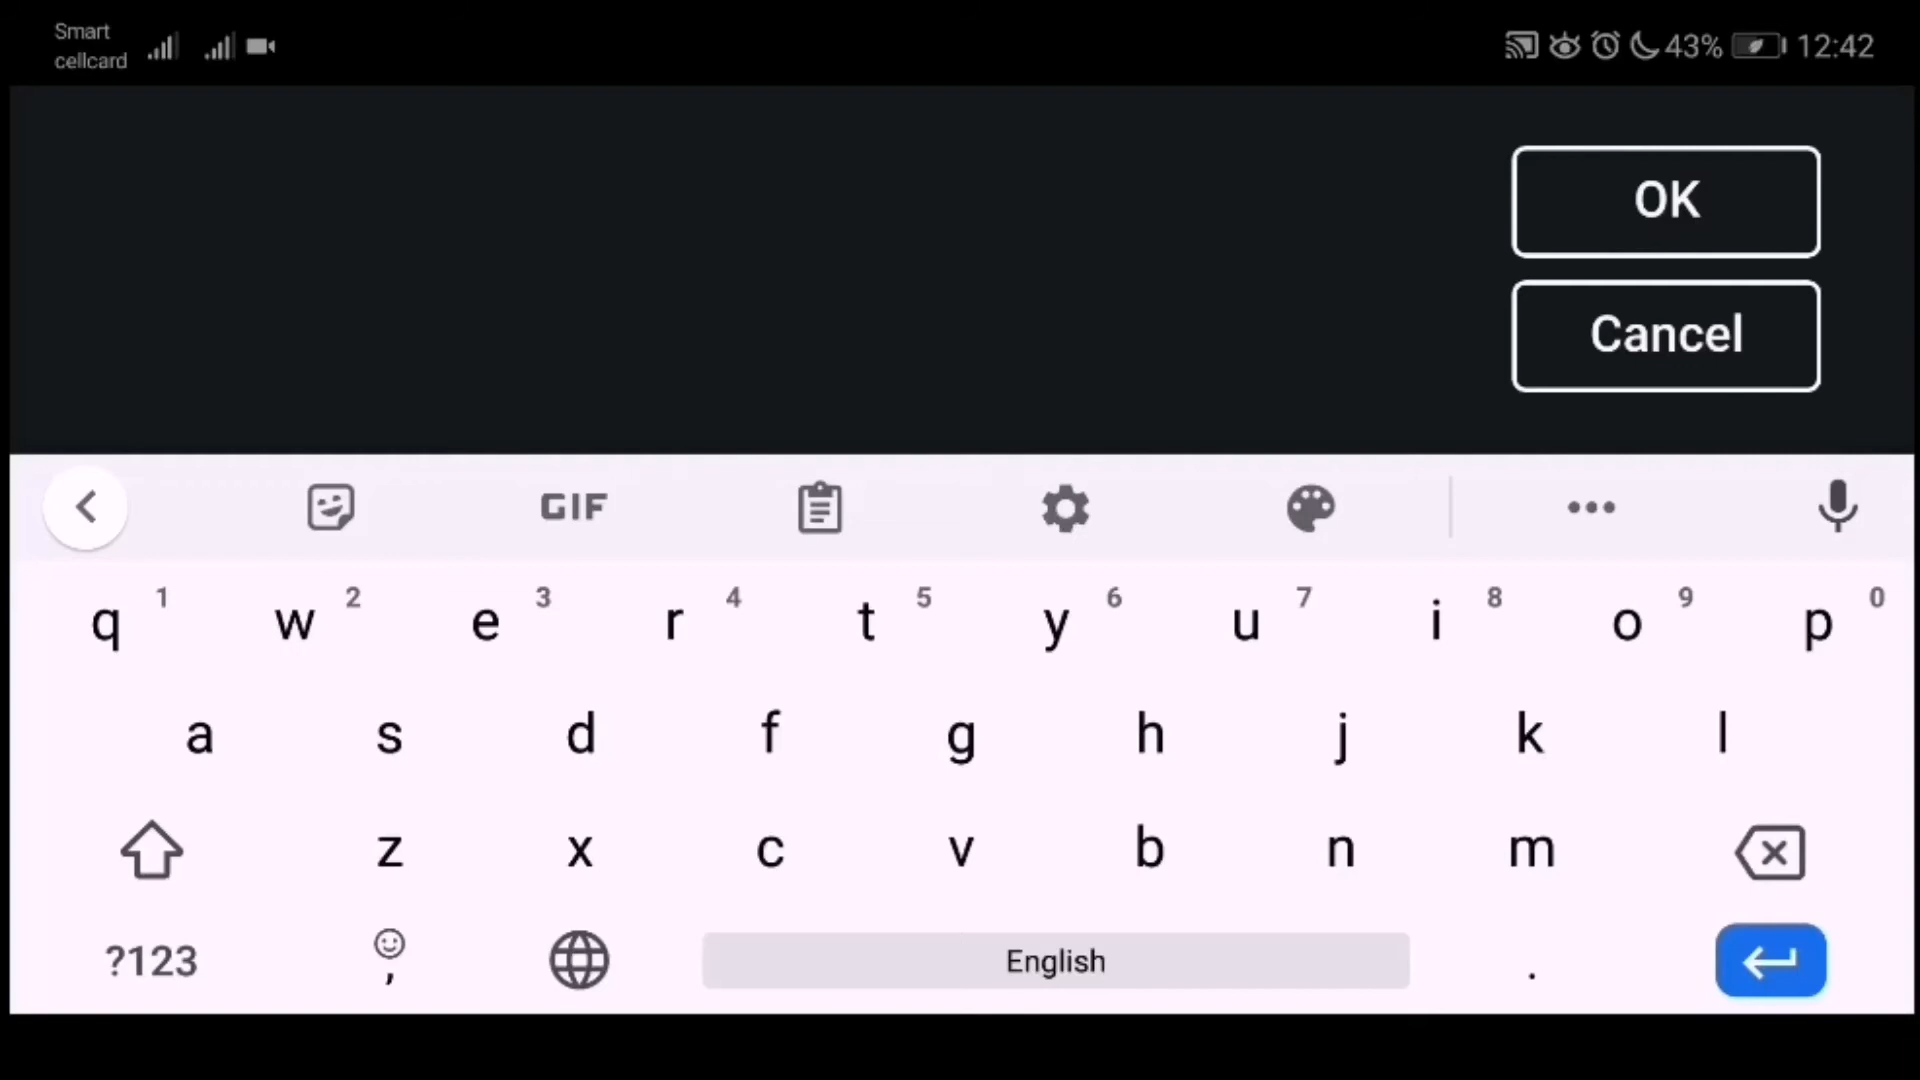 Smart
cellcard
43% 12:42
OK
Cancel
GIF
q 1 w 2 e 3 r 4 t 5 y 6 u 7 i 8 o 9 p 0
a s d f g h j k l
z x c v b n m
?123 , English .